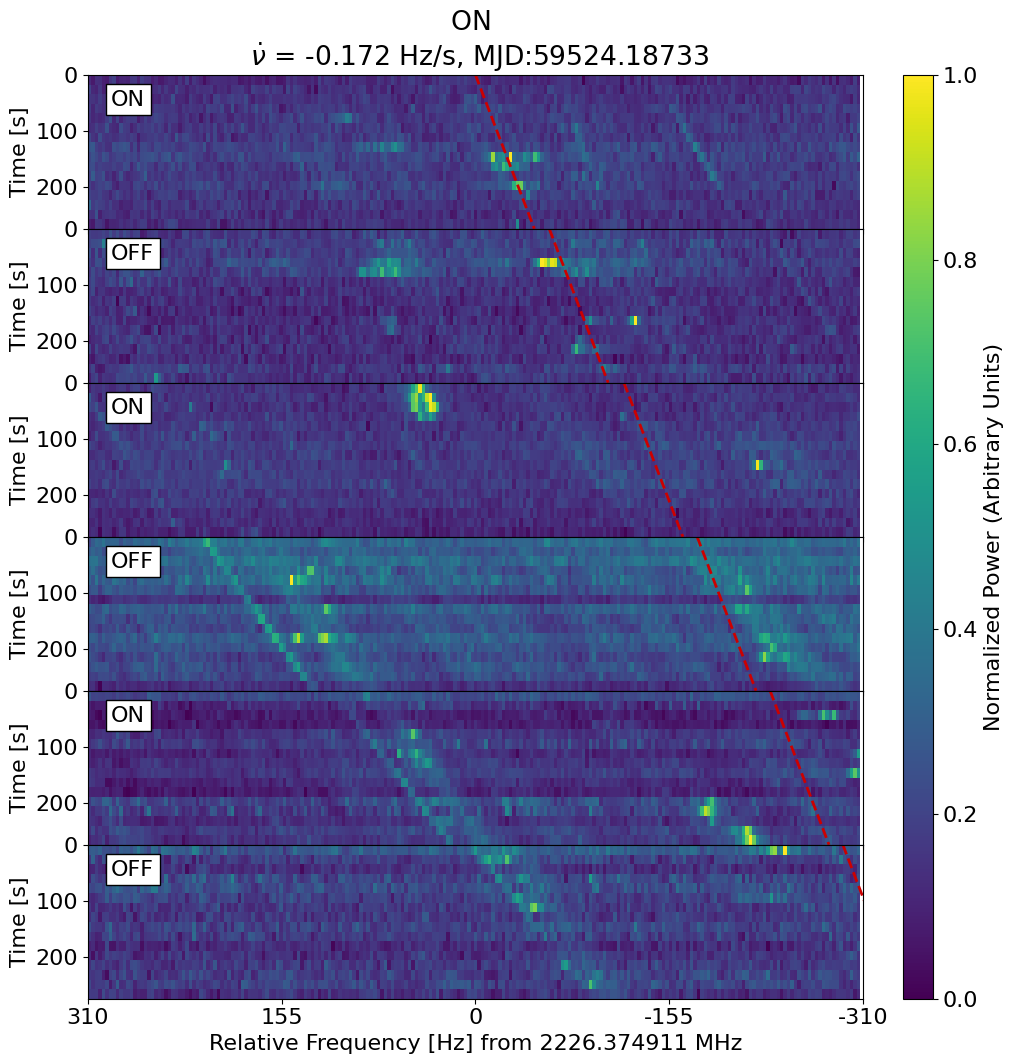 ON
ν̇ = -0.172 Hz/s, MJD:59524.18733
0
ON
Time [s]
100
200
0
OFF
Time [s]
100
200
0
ON
Time [s]
100
200
0
OFF
Time [s]
100
200
0
ON
Time [s]
100
200
0
OFF
Time [s]
100
200
310 155 0 -155 -310
Relative Frequency [Hz] from 2226.374911 MHz
1.0
0.8
0.6
0.4
0.2
0.0
Normalized Power (Arbitrary Units)